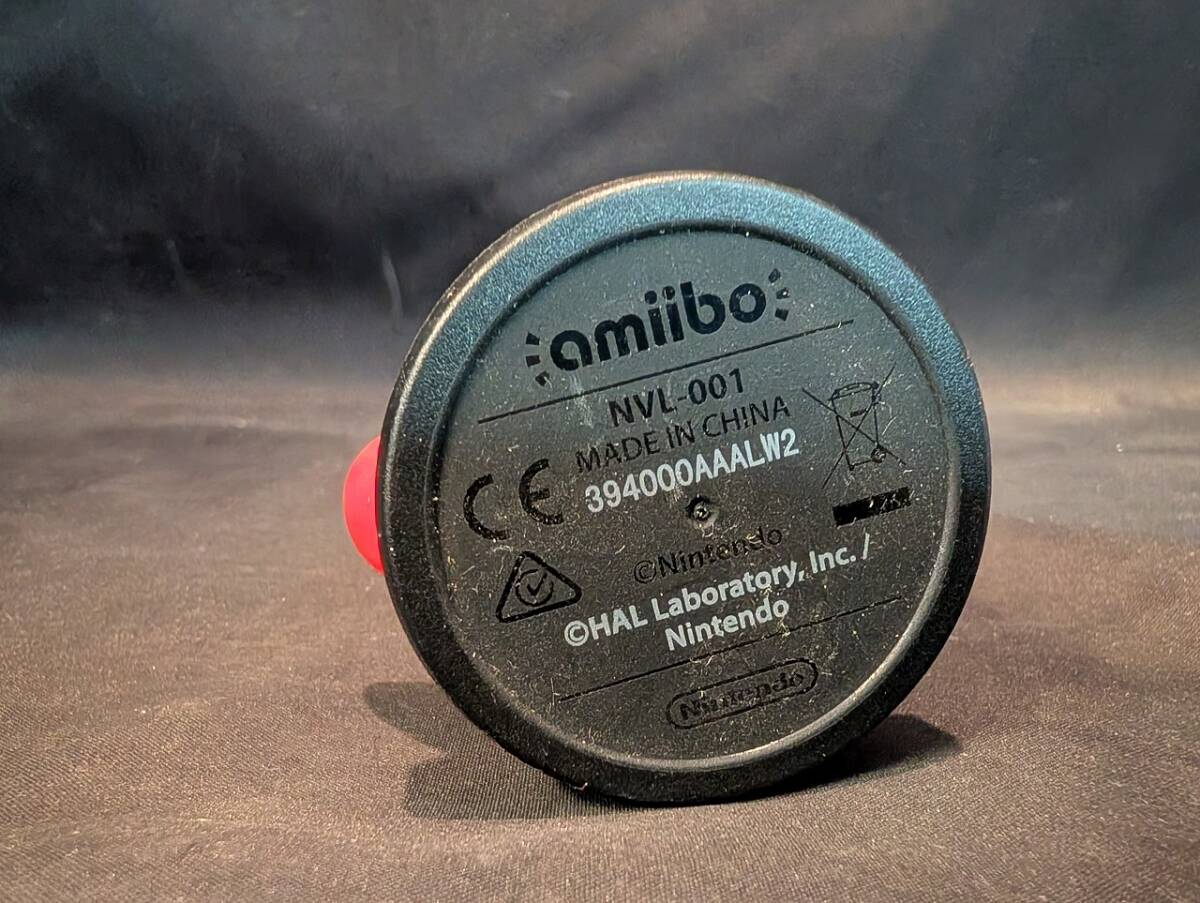 amiibo
NVL-001
MADE IN CHINA
394000AAALW2
CE
©Nintendo
©HAL Laboratory, Inc. /
Nintendo
Nintendo